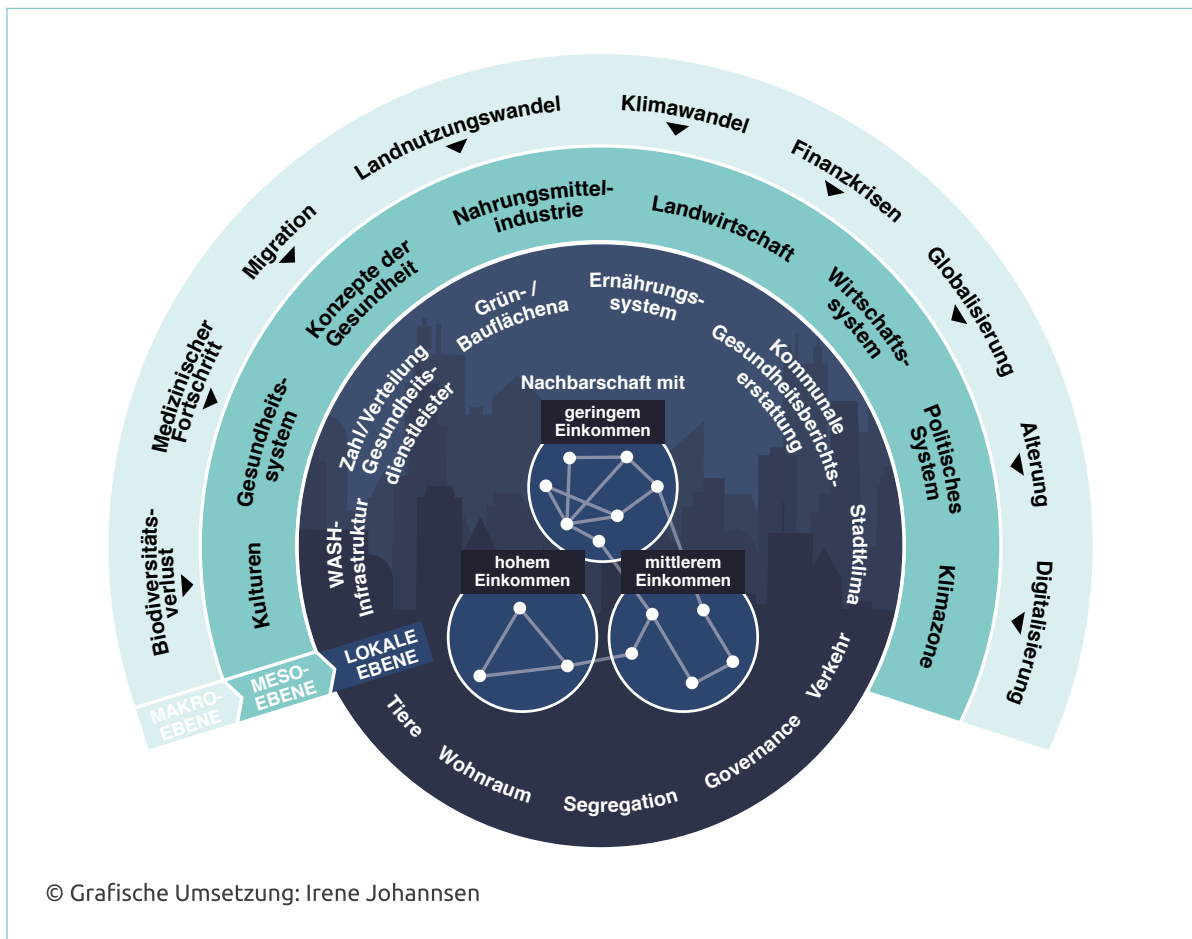 Biodiversitäts-
verlust
Medizinischer
Fortschritt
Migration
Landnutzungswandel
Klimawandel
Finanzkrisen
Globalisierung
Alterung
Digitalisierung
Kulturen
Gesundheits-
system
Konzepte der
Gesundheit
Nahrungsmittel-
industrie
Landwirtschaft
Wirtschafts-
system
Politisches
System
Klimazone
WASH-
Infrastruktur
Zahl/Verteilung
Gesundheits-
dienstleister
Grün- /
Bauflächena
Ernährungs-
system
Kommunale
Gesundheitsberichts-
erstattung
Stadtklima
Verkehr
Governance
Segregation
Wohnraum
Tiere
Nachbarschaft mit
geringem
Einkommen
hohem
Einkommen
mittlerem
Einkommen
MAKRO-
EBENE
MESO-
EBENE
LOKALE
EBENE
© Grafische Umsetzung: Irene Johannsen